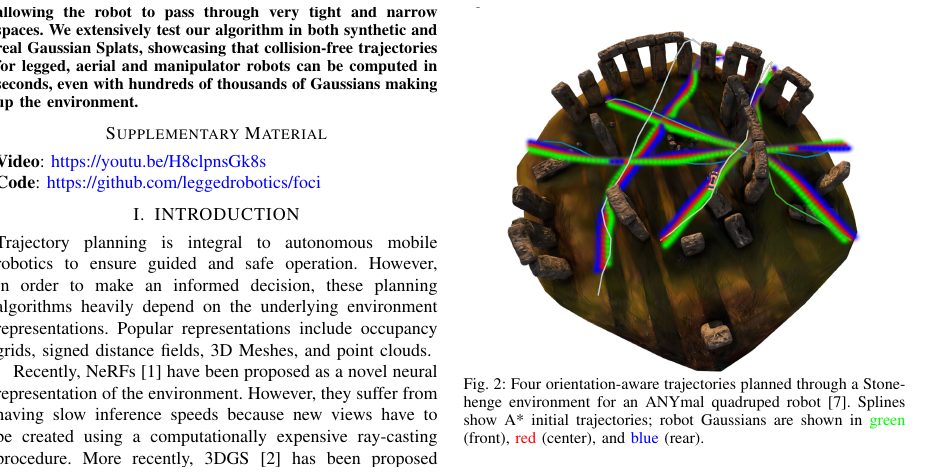 allowing the robot to pass through very tight and narrow
spaces. We extensively test our algorithm in both synthetic and
real Gaussian Splats, showcasing that collision-free trajectories
for legged, aerial and manipulator robots can be computed in
seconds, even with hundreds of thousands of Gaussians making
up the environment.
SUPPLEMENTARY MATERIAL
Video: https://youtu.be/H8clpnsGk8s
Code: https://github.com/leggedrobotics/foci
I. INTRODUCTION
Trajectory planning is integral to autonomous mobile
robotics to ensure guided and safe operation. However,
in order to make an informed decision, these planning
algorithms heavily depend on the underlying environment
representations. Popular representations include occupancy
grids, signed distance fields, 3D Meshes, and point clouds.
Recently, NeRFs [1] have been proposed as a novel neural
representation of the environment. However, they suffer from
having slow inference speeds because new views have to
be created using a computationally expensive ray-casting
procedure. More recently, 3DGS [2] has been proposed
Fig. 2: Four orientation-aware trajectories planned through a Stone-
henge environment for an ANYmal quadruped robot [7]. Splines
show A* initial trajectories; robot Gaussians are shown in green
(front), red (center), and blue (rear).